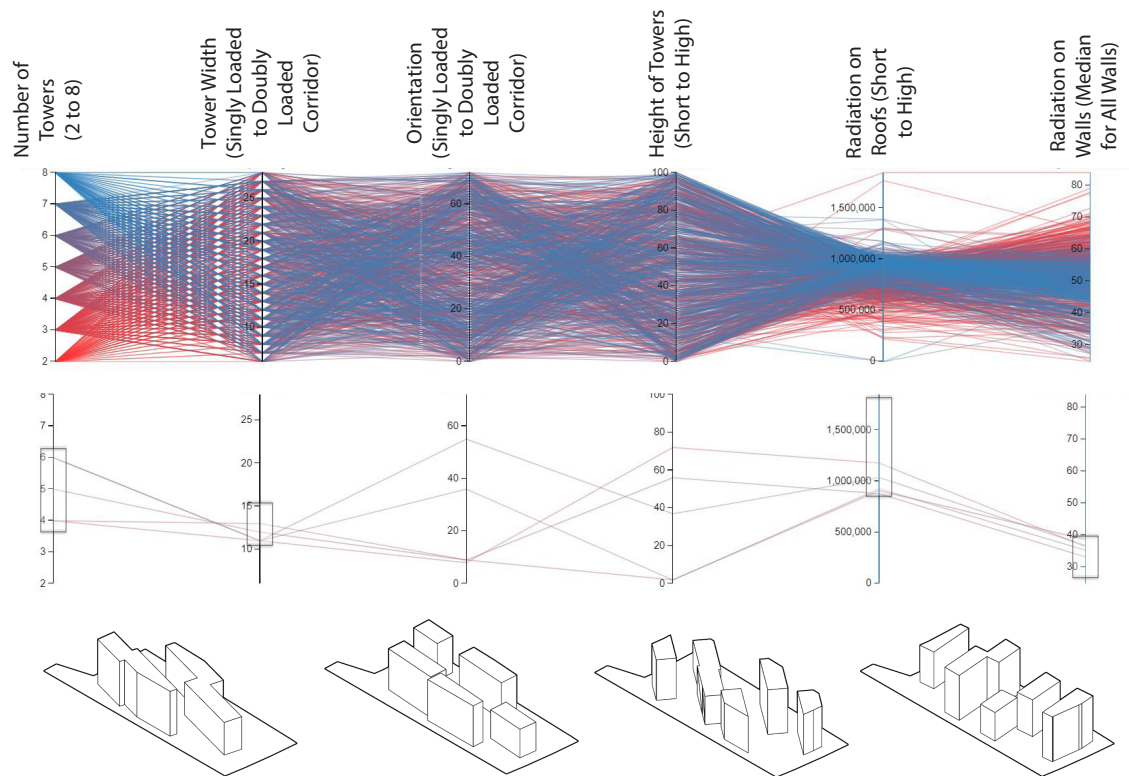 Number of
Towers
(2 to 8)
Tower Width
(Singly Loaded
to Doubly
Loaded
Corridor)
Orientation
(Singly Loaded
to Doubly
Loaded
Corridor)
Height of Towers
(Short to High)
Radiation on
Roofs (Short
to High)
Radiation on
Walls (Median
for All Walls)
8
7
6
5
4
3
2
25
20
15
10
60
40
20
0
100
80
60
40
20
0
1,500,000
1,000,000
500,000
0
80
70
60
50
40
30
8
7
6
5
4
3
2
25
20
15
10
60
40
20
0
100
80
60
40
20
0
1,500,000
1,000,000
500,000
0
80
70
60
50
40
30